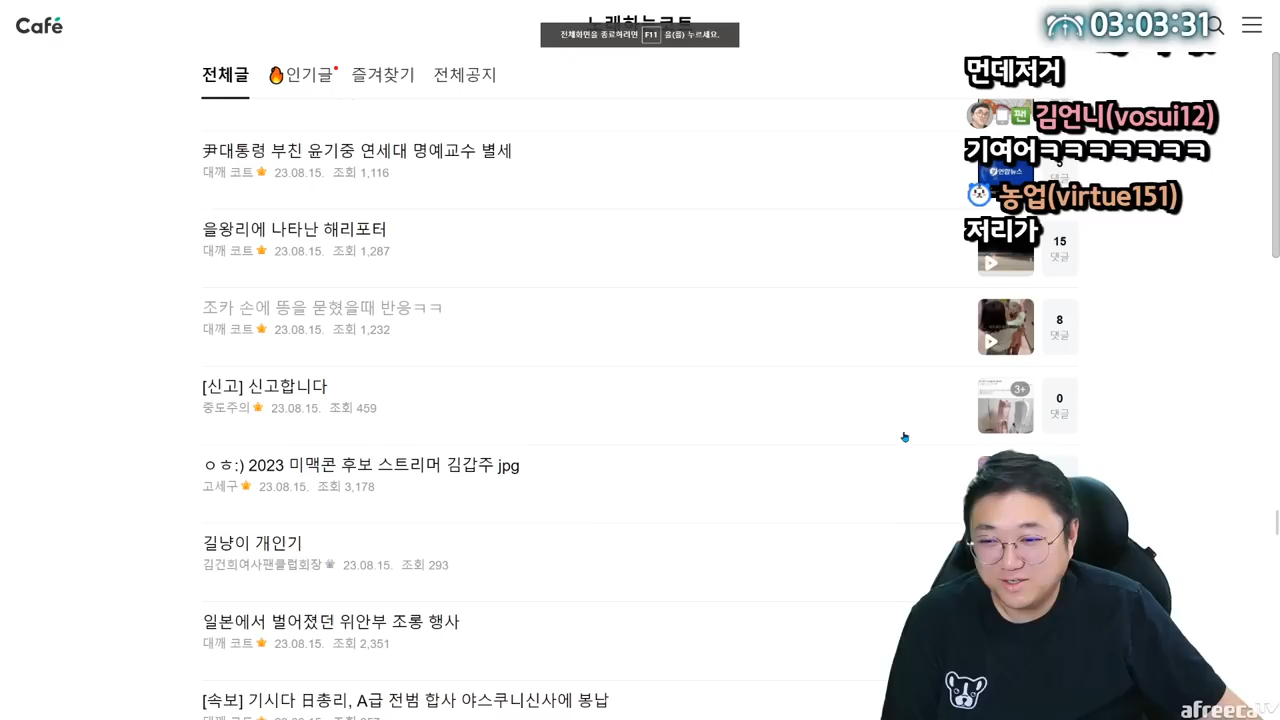 Café
전체화면을 종료하려면 F11 을(를) 누르세요.
03:03:31
전체글 🔥인기글 즐겨찾기 전체공지
먼데저거
김언니(vosui12)
기여어ㅋㅋㅋㅋㅋㅋㅋ
농업(virtue151)
저리가
尹대통령 부친 윤기중 연세대 명예교수 별세
대깨 코트 23.08.15. 조회 1,116
연합뉴스
5
댓글
을왕리에 나타난 해리포터
대깨 코트 23.08.15. 조회 1,287
15
댓글
조카 손에 똥을 묻혔을때 반응ㅋㅋ
대깨 코트 23.08.15. 조회 1,232
8
댓글
[신고] 신고합니다
중도주의 23.08.15. 조회 459
3+
0
댓글
ㅇㅎ:) 2023 미맥콘 후보 스트리머 김갑주 jpg
고세구 23.08.15. 조회 3,178
길냥이 개인기
김건희여사팬클럽회장 23.08.15. 조회 293
일본에서 벌어졌던 위안부 조롱 행사
대깨 코트 23.08.15. 조회 2,351
[속보] 기시다 日총리, A급 전범 합사 야스쿠니신사에 봉납
afreecaTV